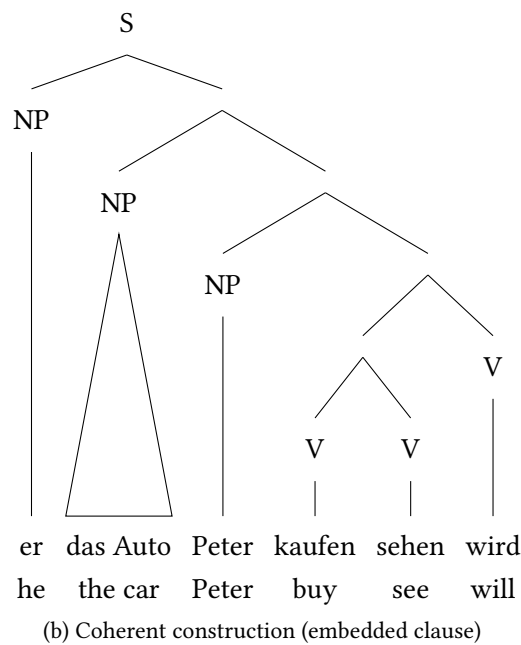 S
NP
NP
NP
V
V V
er das Auto Peter kaufen sehen wird
he the car Peter buy see will
(b) Coherent construction (embedded clause)